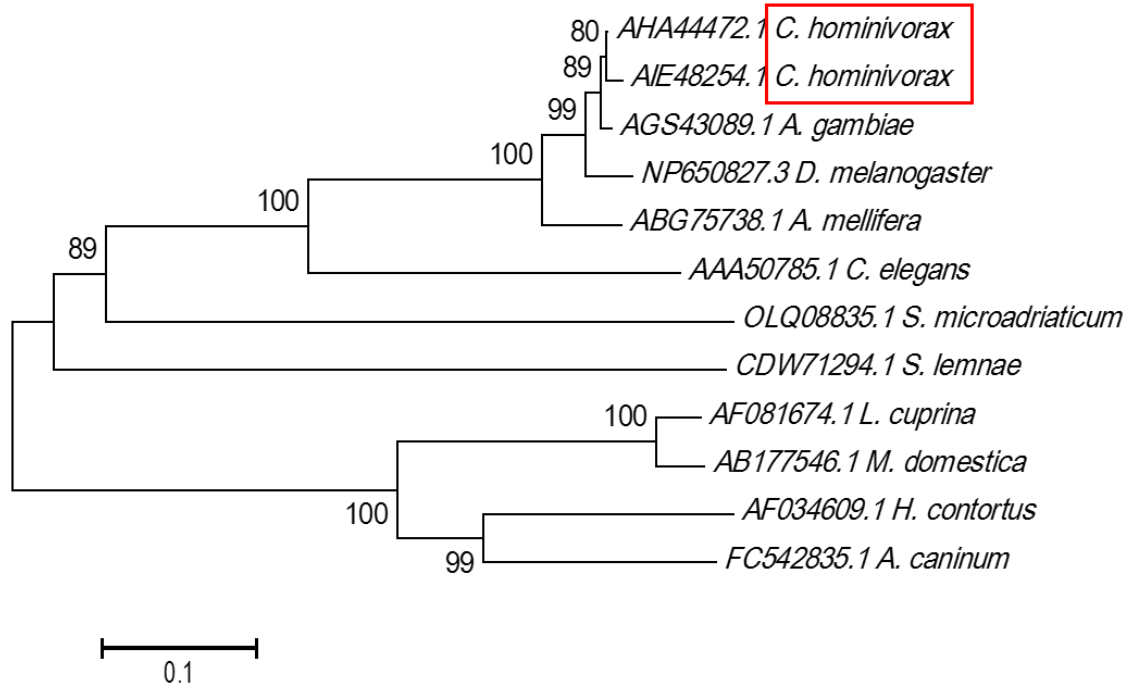 80 AHA44472.1 C. hominivorax
89 AIE48254.1 C. hominivorax
99 AGS43089.1 A. gambiae
100 NP650827.3 D. melanogaster
100 ABG75738.1 A. mellifera
89 AAA50785.1 C. elegans
OLQ08835.1 S. microadriaticum
CDW71294.1 S. lemnae
100 AF081674.1 L. cuprina
AB177546.1 M. domestica
100 AF034609.1 H. contortus
99 FC542835.1 A. caninum
0.1